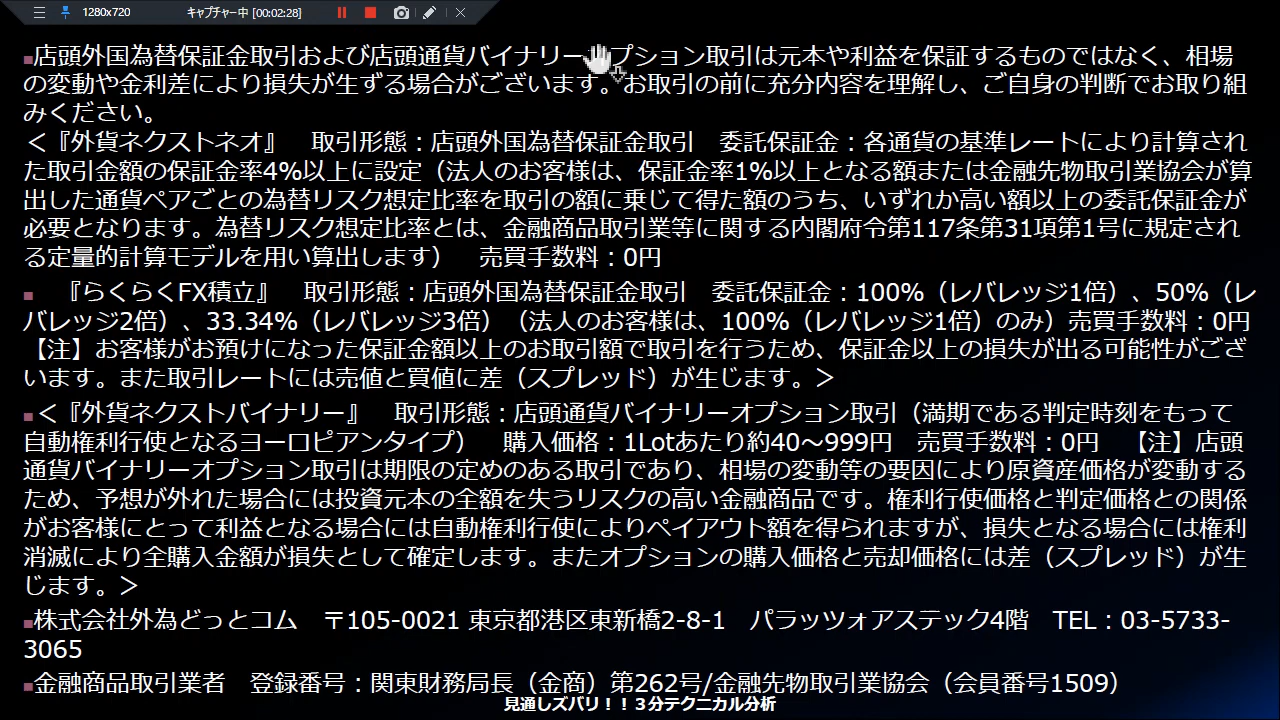 1280x720 キャプチャー中 [00:02:28]
■店頭外国為替保証金取引および店頭通貨バイナリー プション取引は元本や利益を保証するものではなく、相場
の変動や金利差により損失が生ずる場合がございます。お取引の前に充分内容を理解し、ご自身の判断でお取り組
みください。
＜『外貨ネクストネオ』　取引形態：店頭外国為替保証金取引　委託保証金：各通貨の基準レートにより計算され
た取引金額の保証金率4%以上に設定（法人のお客様は、保証金率1%以上となる額または金融先物取引業協会が算
出した通貨ペアごとの為替リスク想定比率を取引の額に乗じて得た額のうち、いずれか高い額以上の委託保証金が
必要となります。為替リスク想定比率とは、金融商品取引業等に関する内閣府令第117条第31項第1号に規定され
る定量的計算モデルを用い算出します）　売買手数料：0円
■　『らくらくFX積立』　取引形態：店頭外国為替保証金取引　委託保証金：100%（レバレッジ1倍）、50%（レ
バレッジ2倍）、33.34%（レバレッジ3倍）（法人のお客様は、100%（レバレッジ1倍）のみ）売買手数料：0円
【注】お客様がお預けになった保証金額以上のお取引額で取引を行うため、保証金以上の損失が出る可能性がござ
います。また取引レートには売値と買値に差（スプレッド）が生じます。＞
■＜『外貨ネクストバイナリー』　取引形態：店頭通貨バイナリーオプション取引（満期である判定時刻をもって
自動権利行使となるヨーロピアンタイプ）　購入価格：1Lotあたり約40～999円　売買手数料：0円　【注】店頭
通貨バイナリーオプション取引は期限の定めのある取引であり、相場の変動等の要因により原資産価格が変動する
ため、予想が外れた場合には投資元本の全額を失うリスクの高い金融商品です。権利行使価格と判定価格との関係
がお客様にとって利益となる場合には自動権利行使によりペイアウト額を得られますが、損失となる場合には権利
消滅により全購入金額が損失として確定します。またオプションの購入価格と売却価格には差（スプレッド）が生
じます。＞
■株式会社外為どっとコム　〒105-0021 東京都港区東新橋2-8-1　パラッツォアステック4階　TEL：03-5733-
3065
■金融商品取引業者　登録番号：関東財務局長（金商）第262号/金融先物取引業協会（会員番号1509）
見通しズバリ！！３分テクニカル分析